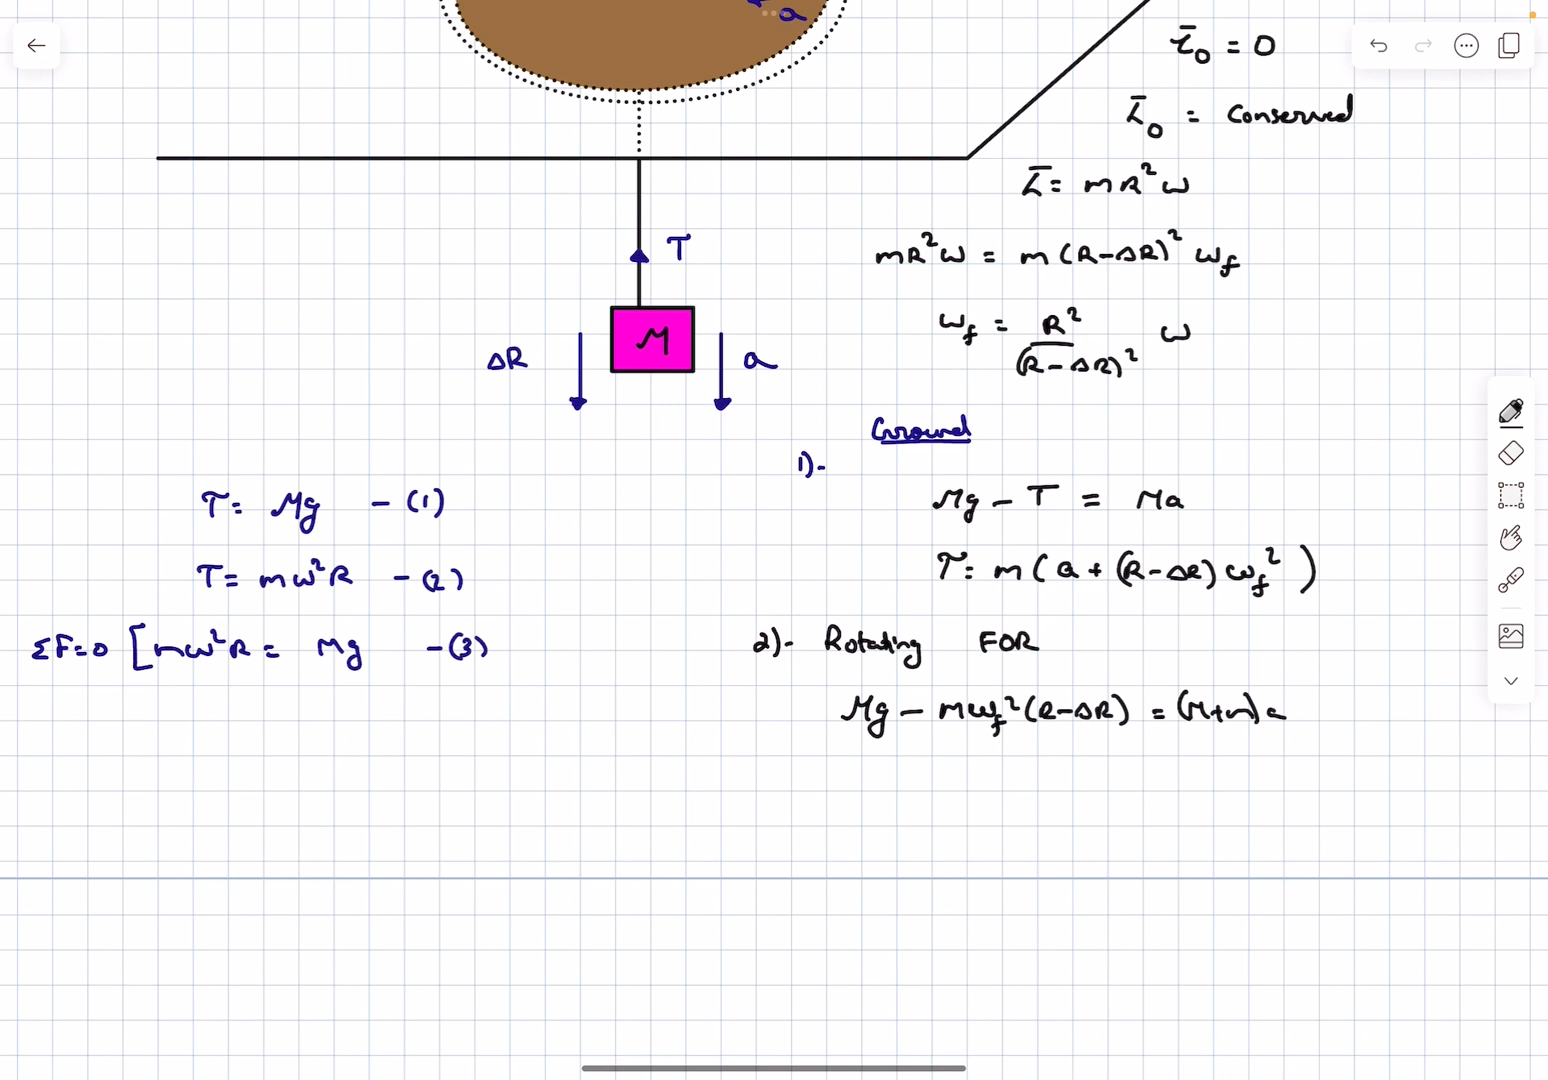 a
τ̄₀ = 0
L̄₀ = Conserved
L̄ = mR²ω
T
mR²ω = m(R-ΔR)² ω_f
ω_f = R²/(R-ΔR)² ω
M
ΔR
a
Ground
1)-
T = Mg - (1)
Mg - T = Ma
T = mω²R - (2)
T = m(a + (R-ΔR)ω_f²)
ΣF=0 [mω²R = Mg - (3)
2)- Rotating FOR
Mg - mω_f²(R-ΔR) = (M+m)a